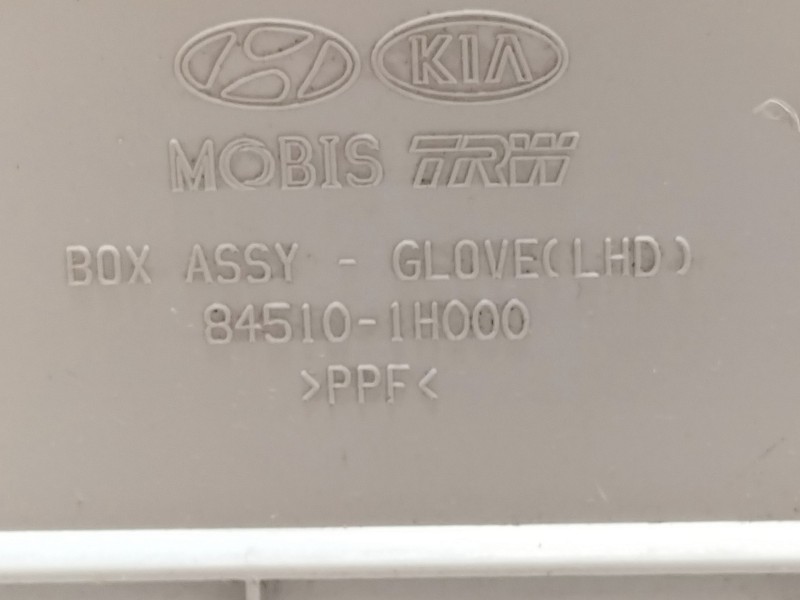 KIA
MOBIS TRW
BOX ASSY - GLOVE(LHD)
84510-1H000
>PPF<